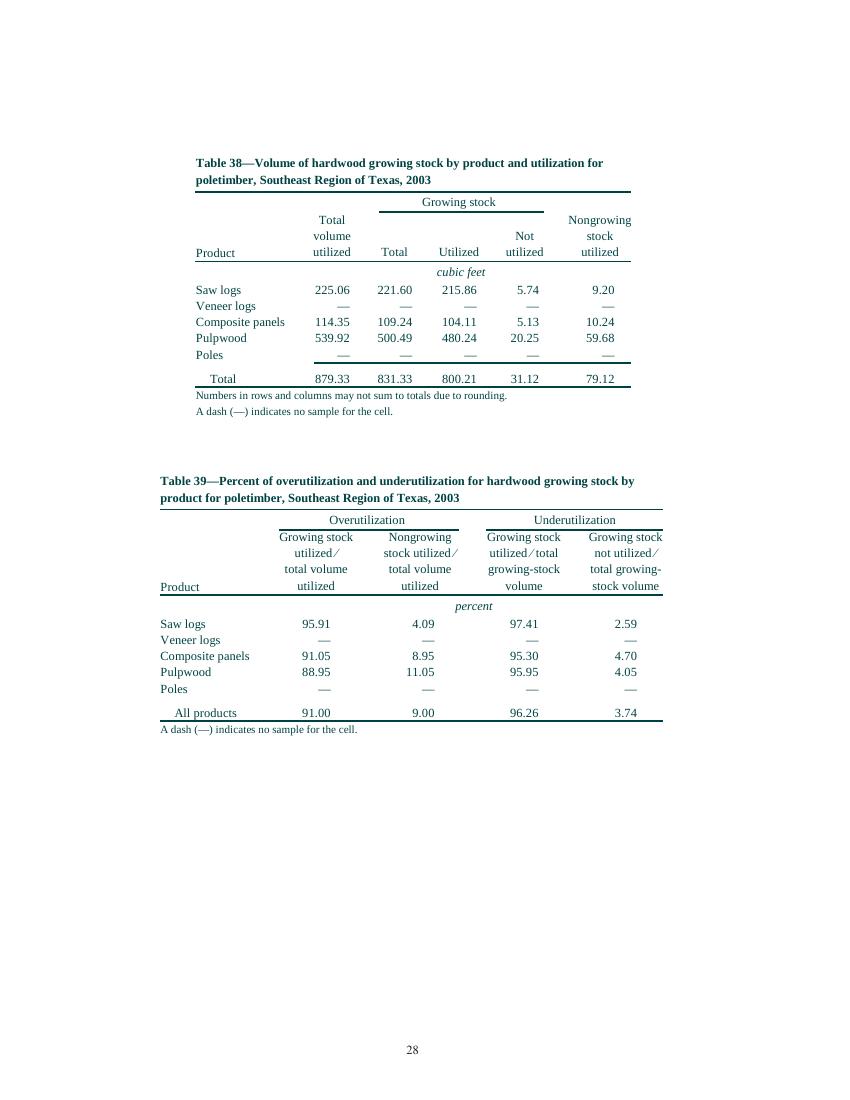 Table 38—Volume of hardwood growing stock by product and utilization for
poletimber, Southeast Region of Texas, 2003
Growing stock
Total Nongrowing
volume Not stock
Product utilized Total Utilized utilized utilized
cubic feet
Saw logs 225.06 221.60 215.86 5.74 9.20
Veneer logs — — — — —
Composite panels 114.35 109.24 104.11 5.13 10.24
Pulpwood 539.92 500.49 480.24 20.25 59.68
Poles — — — — —
Total 879.33 831.33 800.21 31.12 79.12
Numbers in rows and columns may not sum to totals due to rounding.
A dash (—) indicates no sample for the cell.
Table 39—Percent of overutilization and underutilization for hardwood growing stock by
product for poletimber, Southeast Region of Texas, 2003
Overutilization Underutilization
Growing stock Nongrowing Growing stock Growing stock
utilized ⁄ stock utilized ⁄ utilized ⁄ total not utilized ⁄
total volume total volume growing-stock total growing-
Product utilized utilized volume stock volume
percent
Saw logs 95.91 4.09 97.41 2.59
Veneer logs — — — —
Composite panels 91.05 8.95 95.30 4.70
Pulpwood 88.95 11.05 95.95 4.05
Poles — — — —
All products 91.00 9.00 96.26 3.74
A dash (—) indicates no sample for the cell.
28